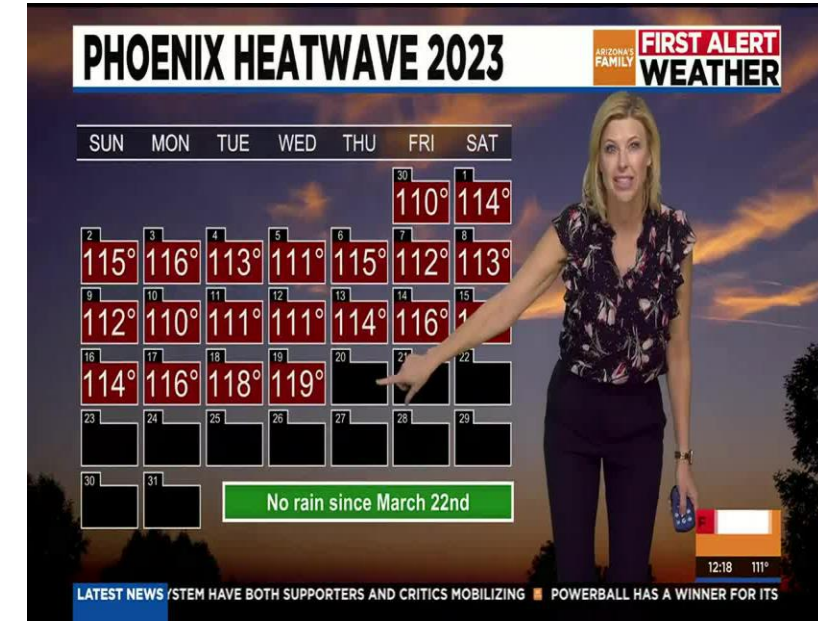 PHOENIX HEATWAVE 2023
ARIZONA'S
FAMILY
FIRST ALERT
WEATHER
SUN MON TUE WED THU FRI SAT
30 1
110° 114°
2 3 4 5 6 7 8
115° 116° 113° 111° 115° 112° 113°
9 10 11 12 13 14 15
112° 110° 111° 111° 114° 116°
16 17 18 19 20 21 22
114° 116° 118° 119°
23 24 25 26 27 28 29
30 31
No rain since March 22nd
F
12:18 111°
LATEST NEWS YSTEM HAVE BOTH SUPPORTERS AND CRITICS MOBILIZING POWERBALL HAS A WINNER FOR ITS